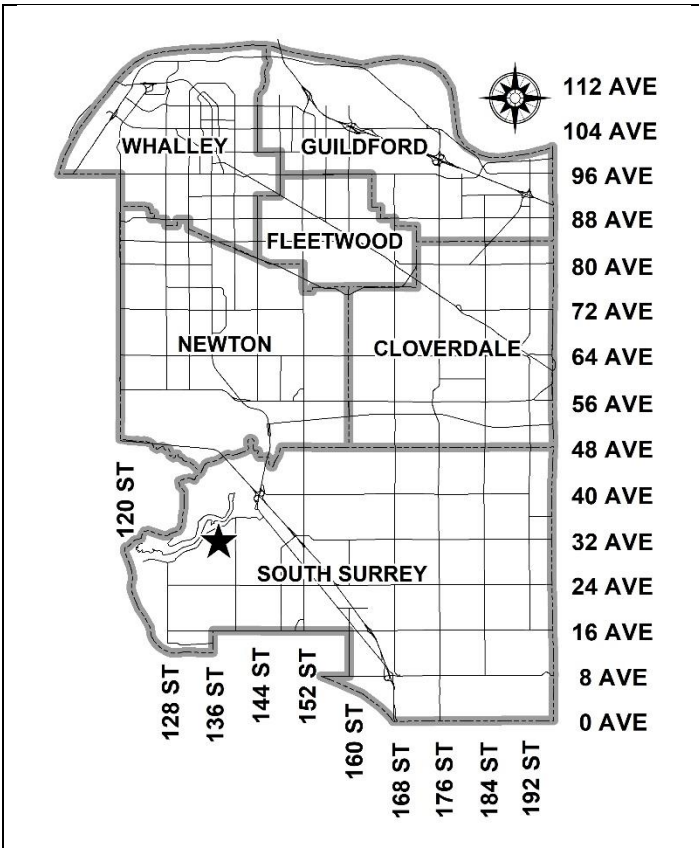 112 AVE
104 AVE
WHALLEY
GUILDFORD
96 AVE
88 AVE
FLEETWOOD
80 AVE
72 AVE
NEWTON
CLOVERDALE
64 AVE
56 AVE
48 AVE
120 ST
40 AVE
32 AVE
SOUTH SURREY
24 AVE
16 AVE
128 ST
136 ST
144 ST
152 ST
160 ST
8 AVE
0 AVE
168 ST
176 ST
184 ST
192 ST